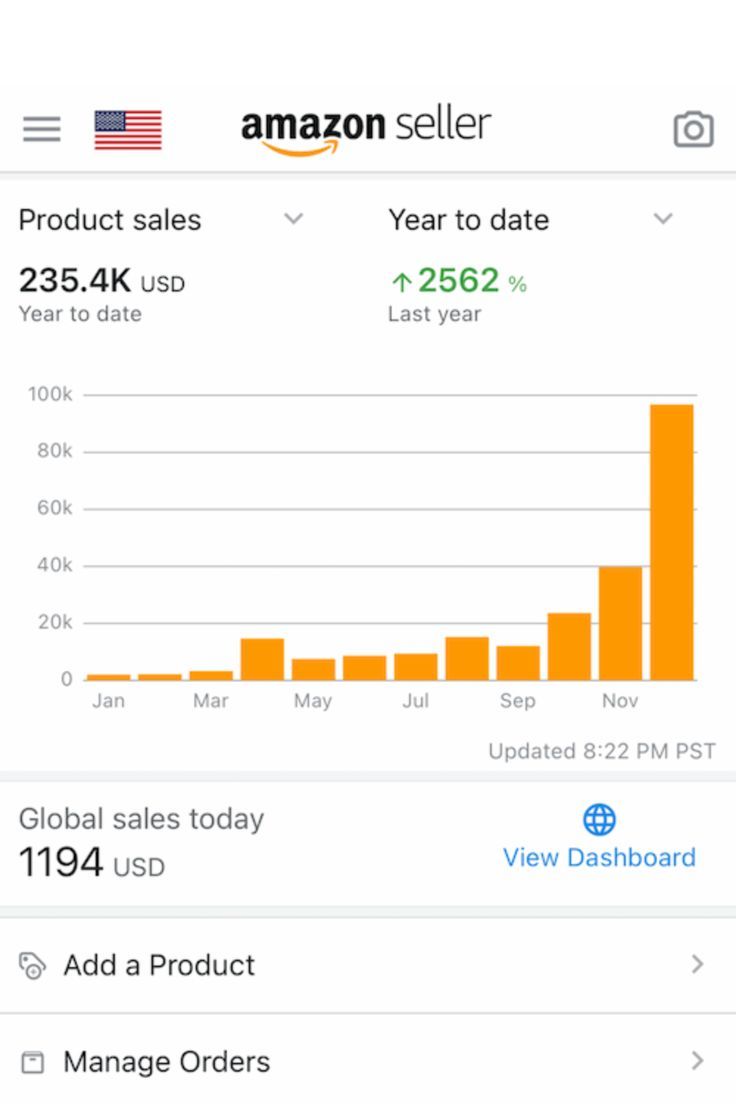 amazon seller
Product sales
Year to date
235.4K USD
↑2562 %
Year to date
Last year
100k
80k
60k
40k
20k
0
Jan Mar May Jul Sep Nov
Updated 8:22 PM PST
Global sales today
1194 USD
View Dashboard
Add a Product
Manage Orders